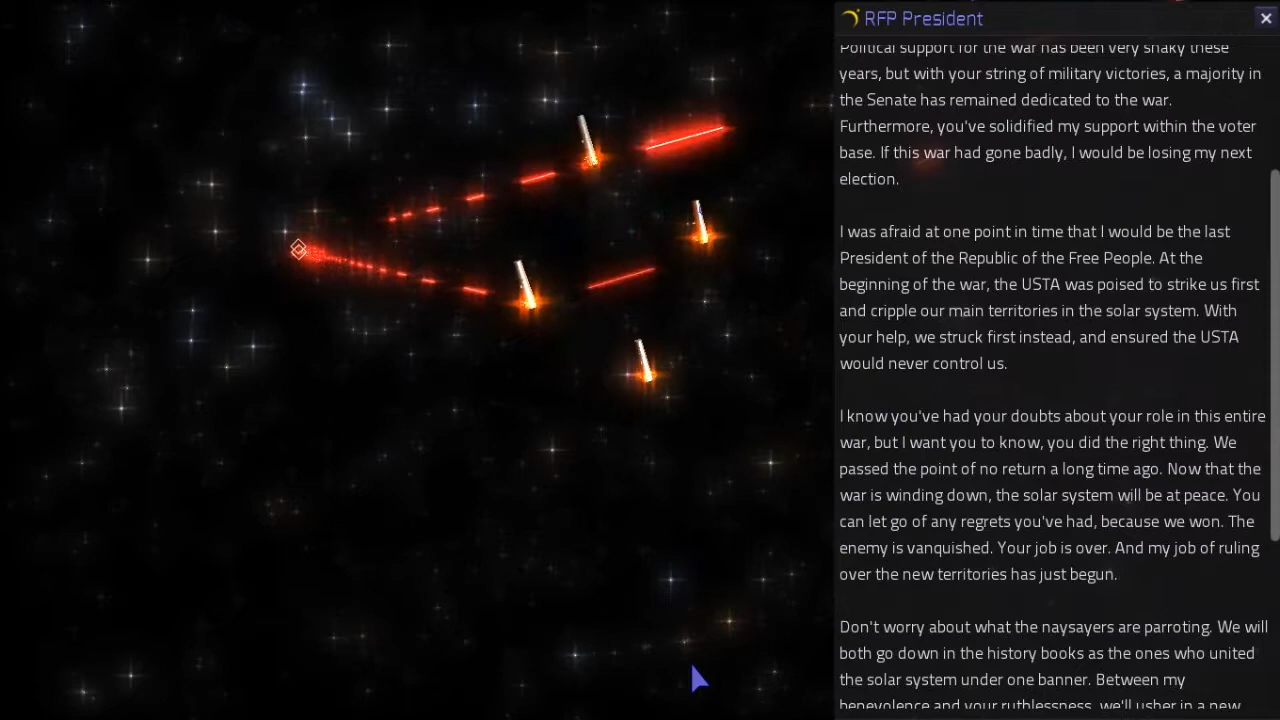 RFP President
Political support for the war has been very shaky these
years, but with your string of military victories, a majority in
the Senate has remained dedicated to the war.
Furthermore, you've solidified my support within the voter
base. If this war had gone badly, I would be losing my next
election.
I was afraid at one point in time that I would be the last
President of the Republic of the Free People. At the
beginning of the war, the USTA was poised to strike us first
and cripple our main territories in the solar system. With
your help, we struck first instead, and ensured the USTA
would never control us.
I know you've had your doubts about your role in this entire
war, but I want you to know, you did the right thing. We
passed the point of no return a long time ago. Now that the
war is winding down, the solar system will be at peace. You
can let go of any regrets you've had, because we won. The
enemy is vanquished. Your job is over. And my job of ruling
over the new territories has just begun.
Don't worry about what the naysayers are parroting. We will
both go down in the history books as the ones who united
the solar system under one banner. Between my
benevolence and your ruthlessness, we'll usher in a new